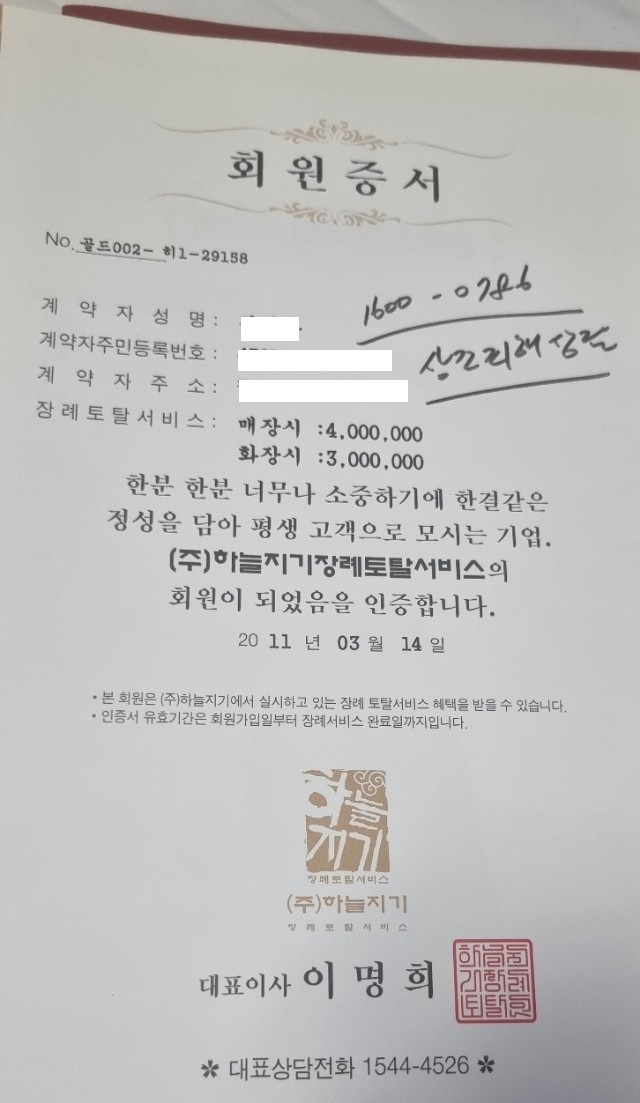 회원증서
No. 골드002- 히1-29158
계약자성명 :
1600 - 0786
계약자주민등록번호 :
상조피해상담
계약자주소 :
장례토탈서비스 : 매장시 :4,000,000
화장시 :3,000,000
한분 한분 너무나 소중하기에 한결같은
정성을 담아 평생 고객으로 모시는 기업.
(주)하늘지기장례토탈서비스의
회원이 되었음을 인증합니다.
20 11 년 03 월 14 일
• 본 회원은 (주)하늘지기에서 실시하고 있는 장례 토탈서비스 혜택을 받을 수 있습니다.
• 인증서 유효기간은 회원가입일부터 장례서비스 완료일까지입니다.
하늘
지기
장례토탈서비스
(주)하늘지기
장례토탈서비스
대표이사 이명희
✽ 대표상담전화 1544-4526 ✽